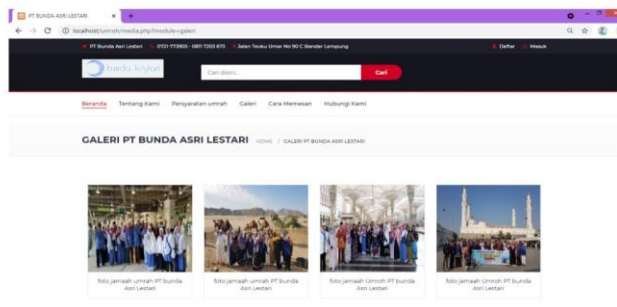 PT BUNDA ASRI LESTARI
localhost/umroh/media.php?module=galeri
PT Bunda Asri Lestari 0721-773905 - 0811 7203 673 Jalan Teuku Umar No 90 C Bandar Lampung Daftar Masuk
bunda lestari Cari disini... Cari
Beranda Tentang Kami Persyaratan umrah Galeri Cara Memesan Hubungi Kami
GALERI PT BUNDA ASRI LESTARI HOME / GALERI PT BUNDA ASRI LESTARI
foto jamaah umrah PT bunda foto jamaah umrah PT bunda foto jamaah Umroh PT bunda foto jamaah Umroh PT bunda
Asri Lestari Asri Lestari Asri Lestari Asri Lestari